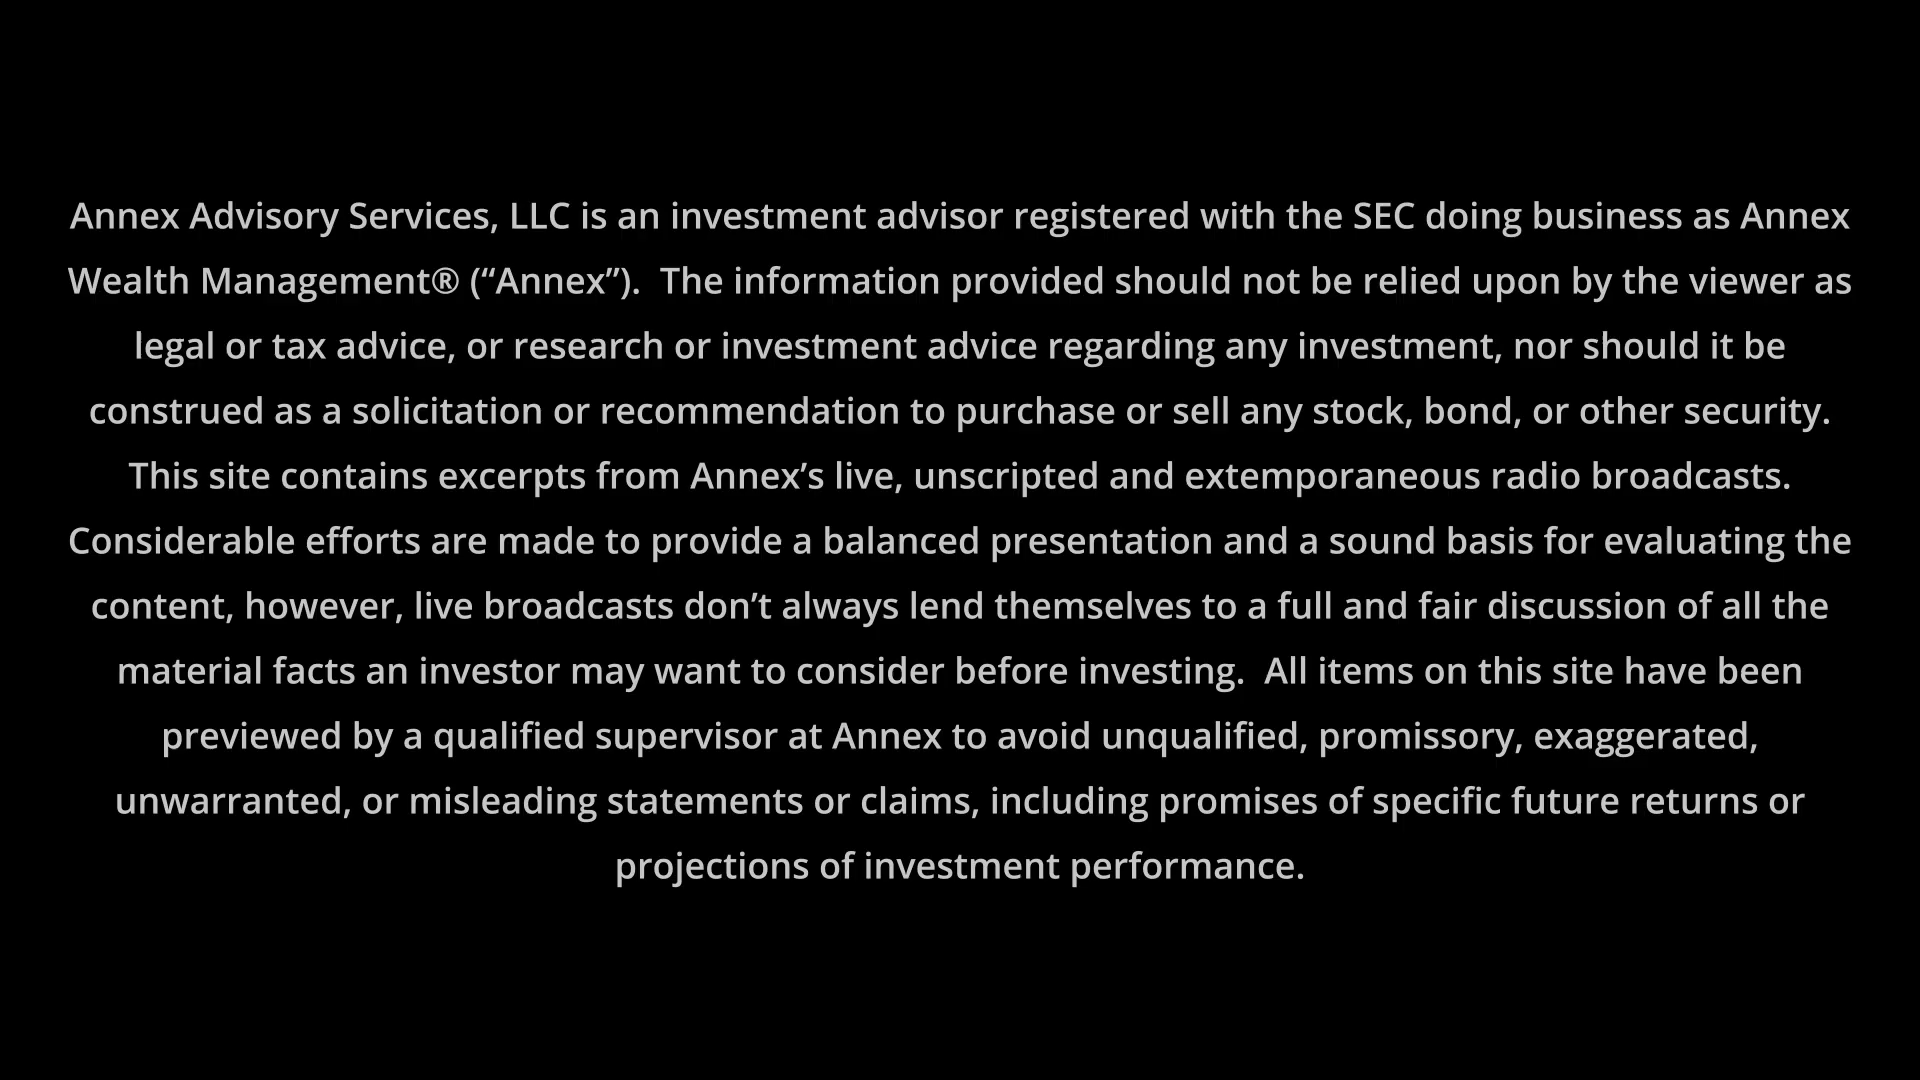 Annex Advisory Services, LLC is an investment advisor registered with the SEC doing business as Annex
Wealth Management® (“Annex”).  The information provided should not be relied upon by the viewer as
legal or tax advice, or research or investment advice regarding any investment, nor should it be
construed as a solicitation or recommendation to purchase or sell any stock, bond, or other security.
This site contains excerpts from Annex’s live, unscripted and extemporaneous radio broadcasts.
Considerable efforts are made to provide a balanced presentation and a sound basis for evaluating the
content, however, live broadcasts don’t always lend themselves to a full and fair discussion of all the
material facts an investor may want to consider before investing.  All items on this site have been
previewed by a qualified supervisor at Annex to avoid unqualified, promissory, exaggerated,
unwarranted, or misleading statements or claims, including promises of specific future returns or
projections of investment performance.